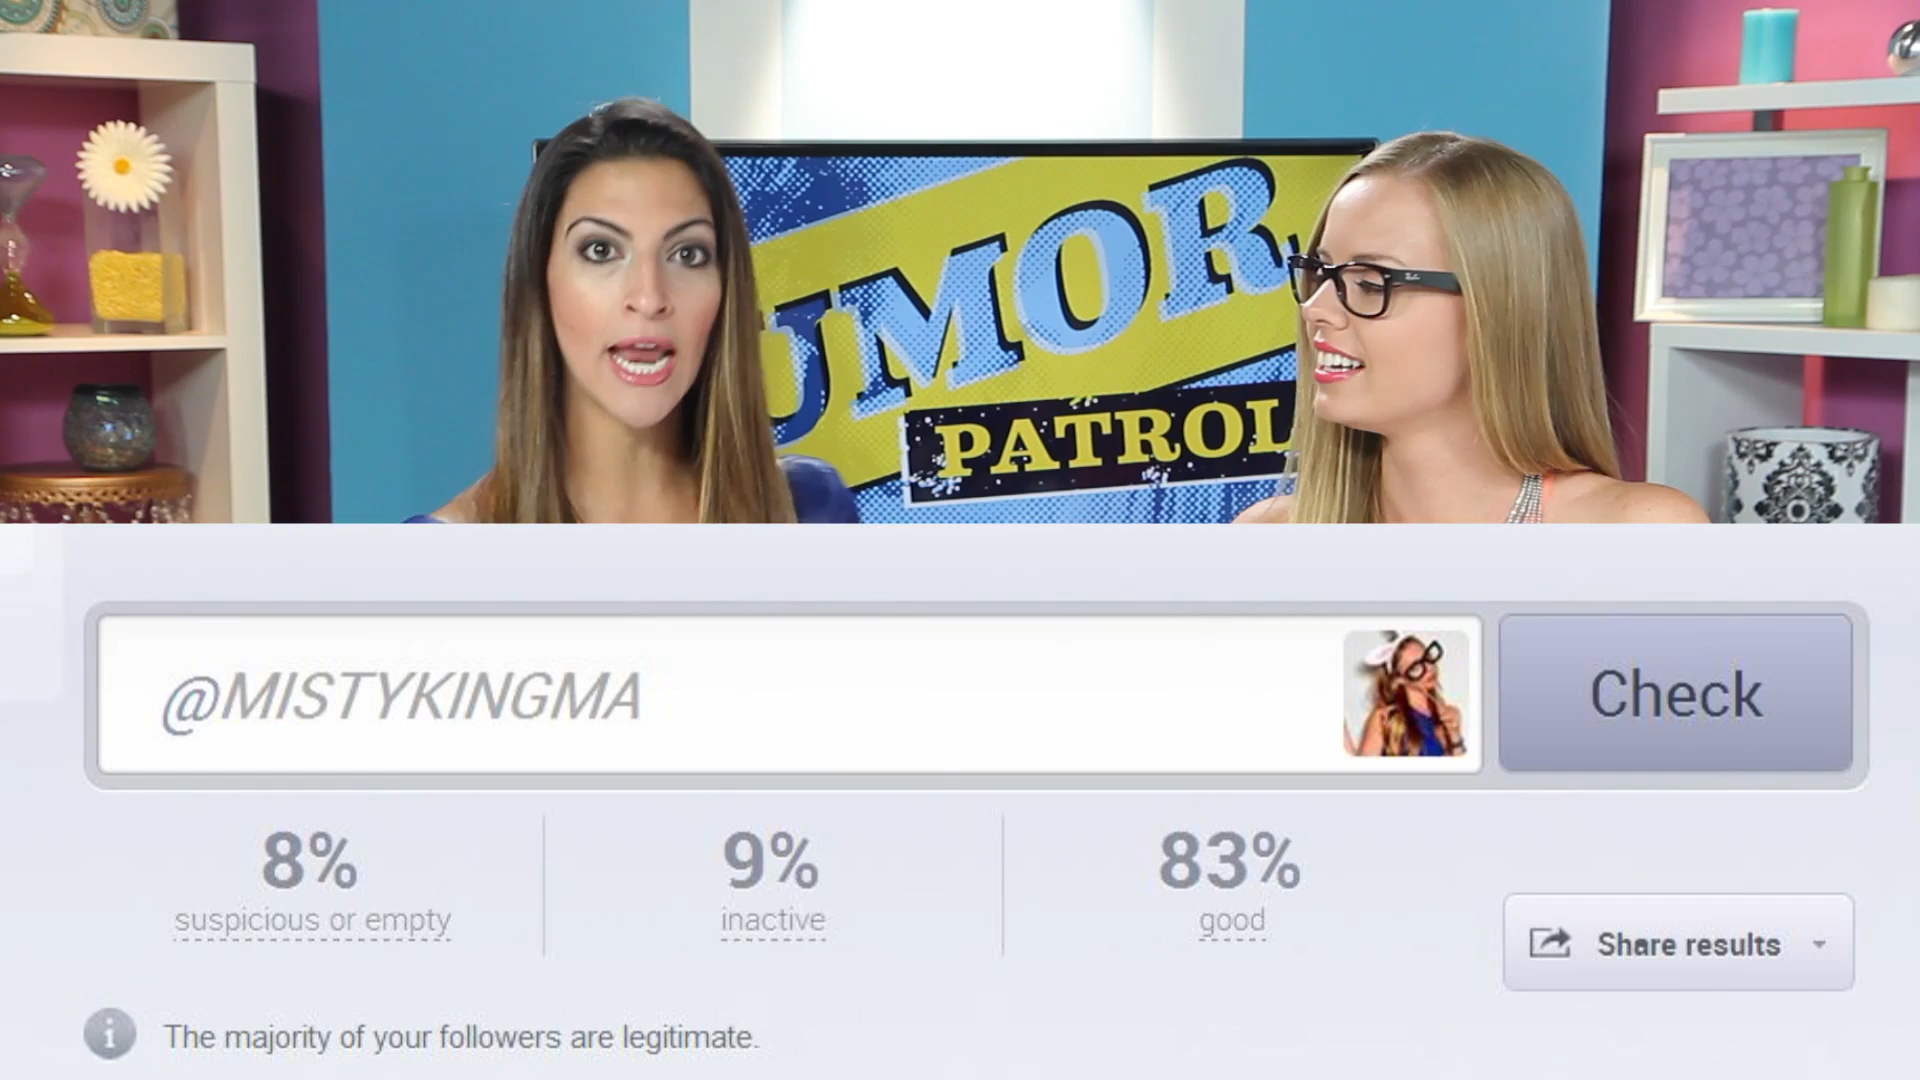 UMOR
PATROL
@MISTYKINGMA
Check
8%
suspicious or empty
9%
inactive
83%
good
Share results
The majority of your followers are legitimate.